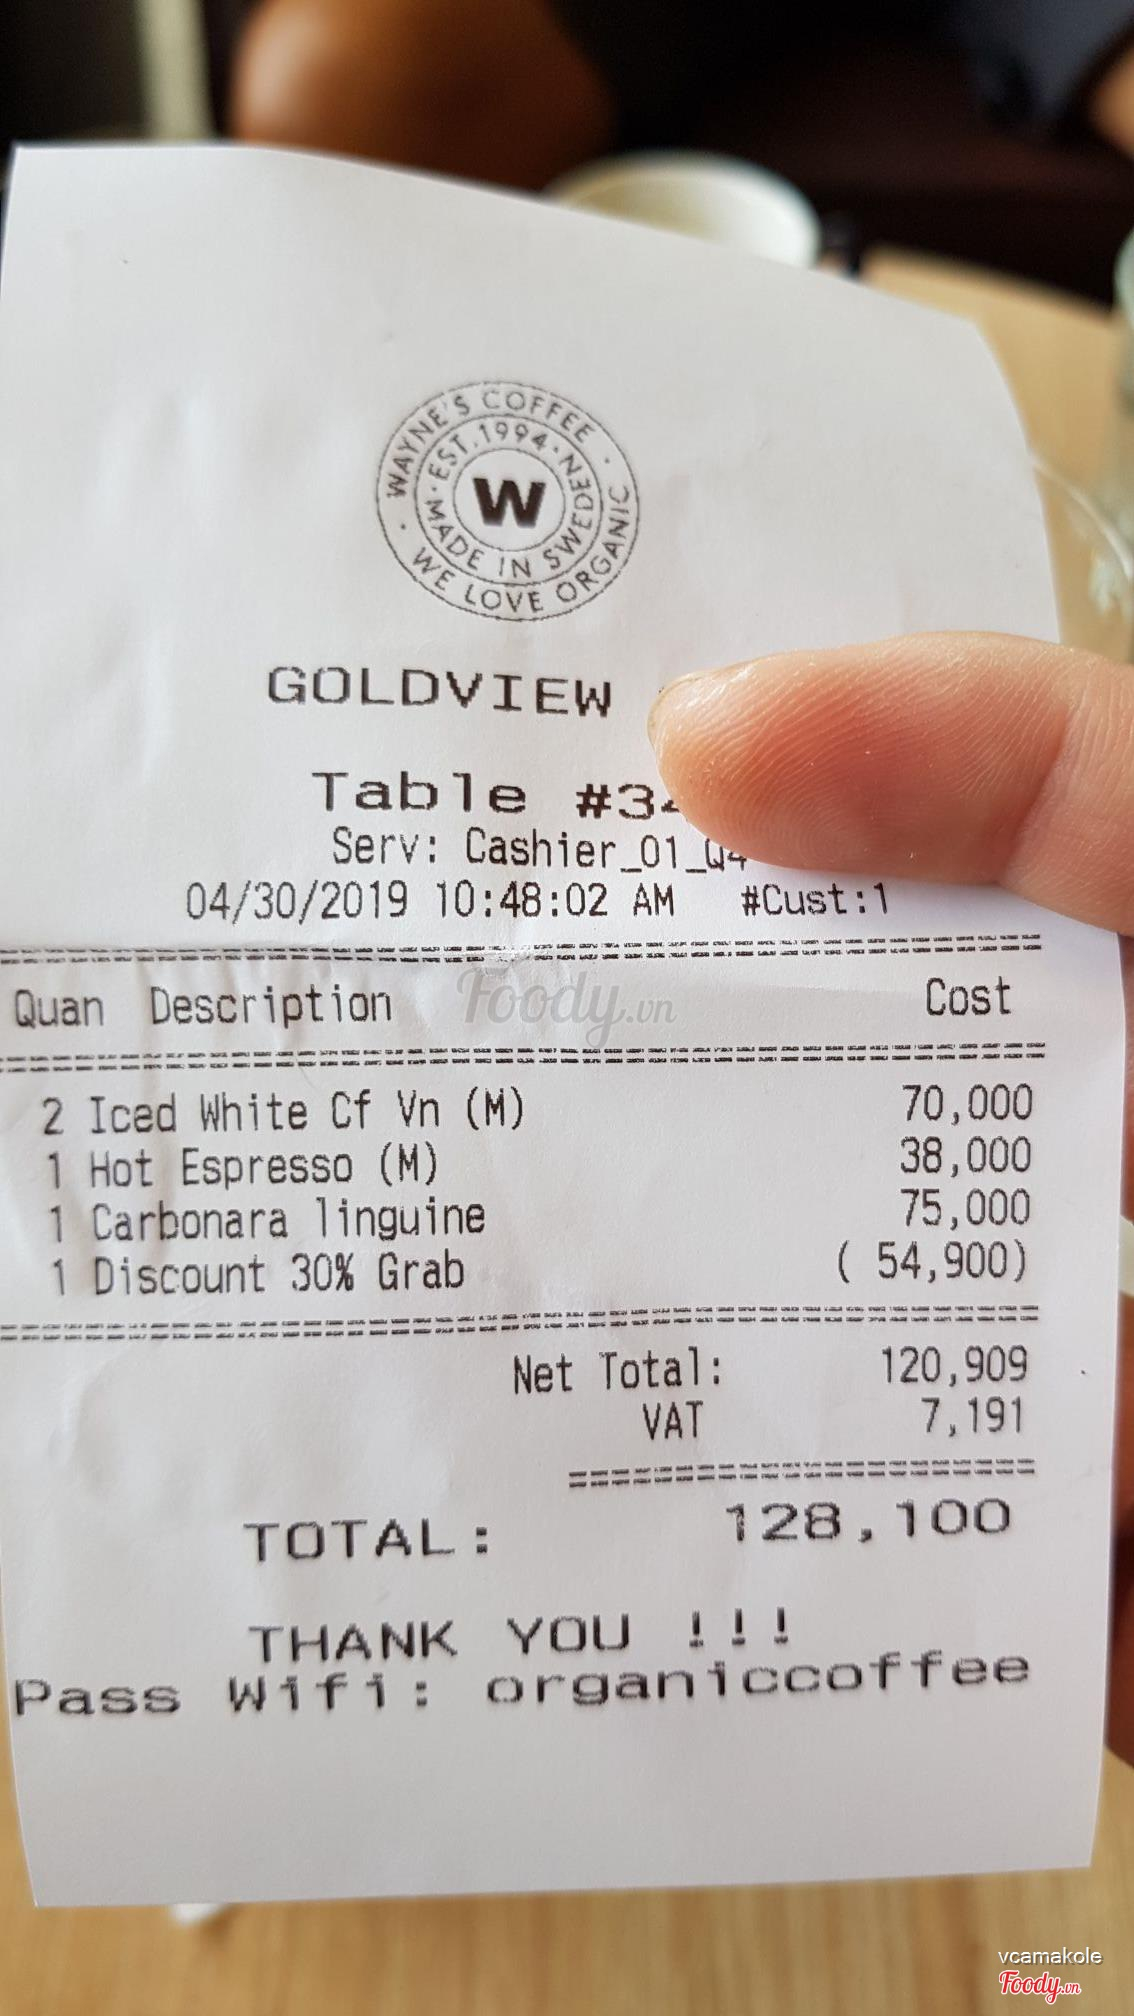 WAYNE'S COFFEE
· WE LOVE ORGANIC ·
· EST. 1994 ·
MADE IN SWEDEN
W
GOLDVIEW
Table #34
Serv: Cashier_01_Q4
04/30/2019 10:48:02 AM #Cust:1
Quan Description Cost
Foody.vn
2 Iced White Cf Vn (M) 70,000
1 Hot Espresso (M) 38,000
1 Carbonara linguine 75,000
1 Discount 30% Grab ( 54,900)
Net Total: 120,909
VAT 7,191
TOTAL: 128,100
THANK YOU !!!
Pass Wifi: organiccoffee
vcamakole
Foody.vn